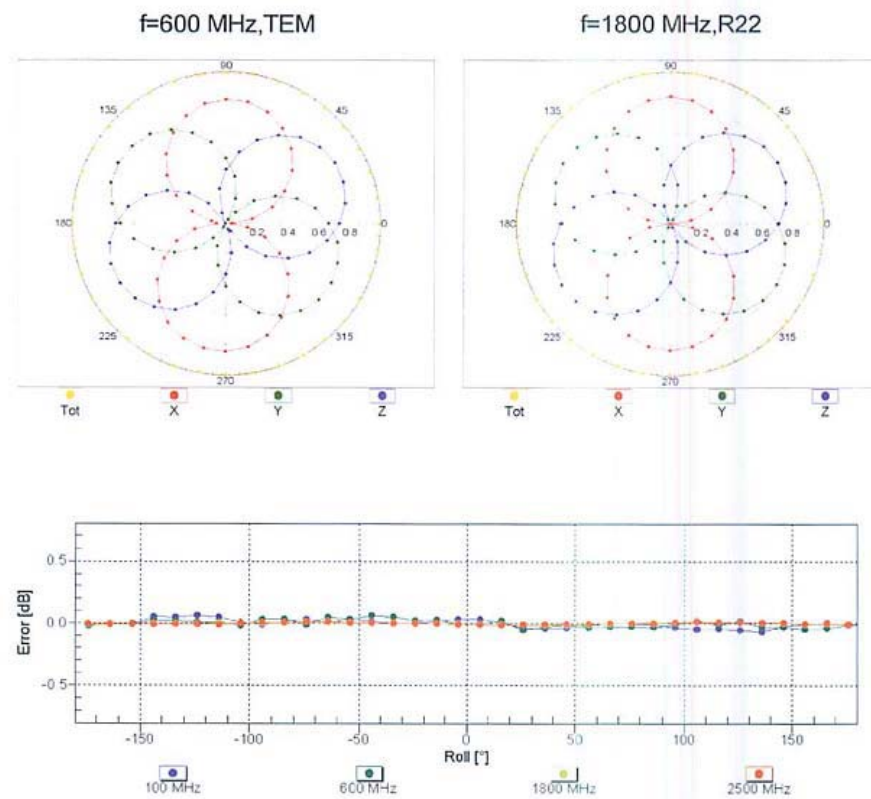 f=600 MHz,TEM
f=1800 MHz,R22
90
135
45
180
0.2 0.4 0.6 0.8
0
225
315
270
Tot
X
Y
Z
90
135
45
180
0.2 0.4 0.6 0.8
0
225
315
270
Tot
X
Y
Z
Error [dB]
0.5
0.0
-0.5
-150
-100
-50
0
50
100
150
Roll [°]
100 MHz
600 MHz
1800 MHz
2500 MHz